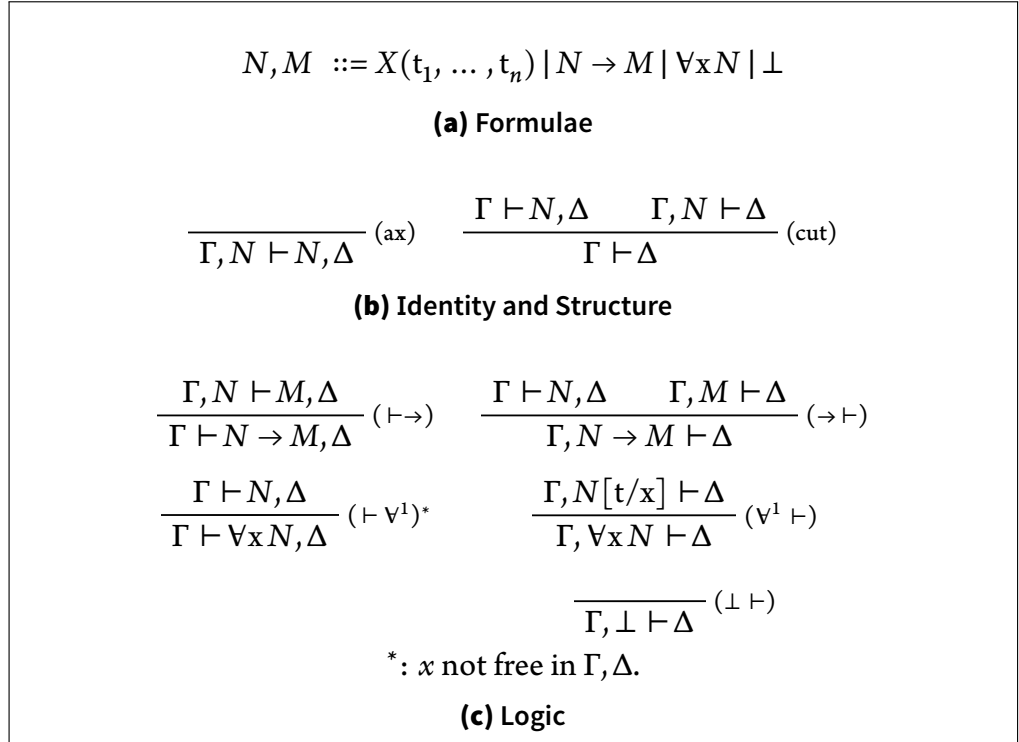 N, M ::= X(t₁, … , tₙ) | N → M | ∀x N | ⊥
(a) Formulae
Γ, N ⊢ N, Δ (ax)
Γ ⊢ N, Δ Γ, N ⊢ Δ
Γ ⊢ Δ (cut)
(b) Identity and Structure
Γ, N ⊢ M, Δ
Γ ⊢ N → M, Δ (⊢→)
Γ ⊢ N, Δ Γ, M ⊢ Δ
Γ, N → M ⊢ Δ (→⊢)
Γ ⊢ N, Δ
Γ ⊢ ∀x N, Δ (⊢ ∀¹)*
Γ, N[t/x] ⊢ Δ
Γ, ∀x N ⊢ Δ (∀¹ ⊢)
Γ, ⊥ ⊢ Δ (⊥ ⊢)
*: x not free in Γ, Δ.
(c) Logic